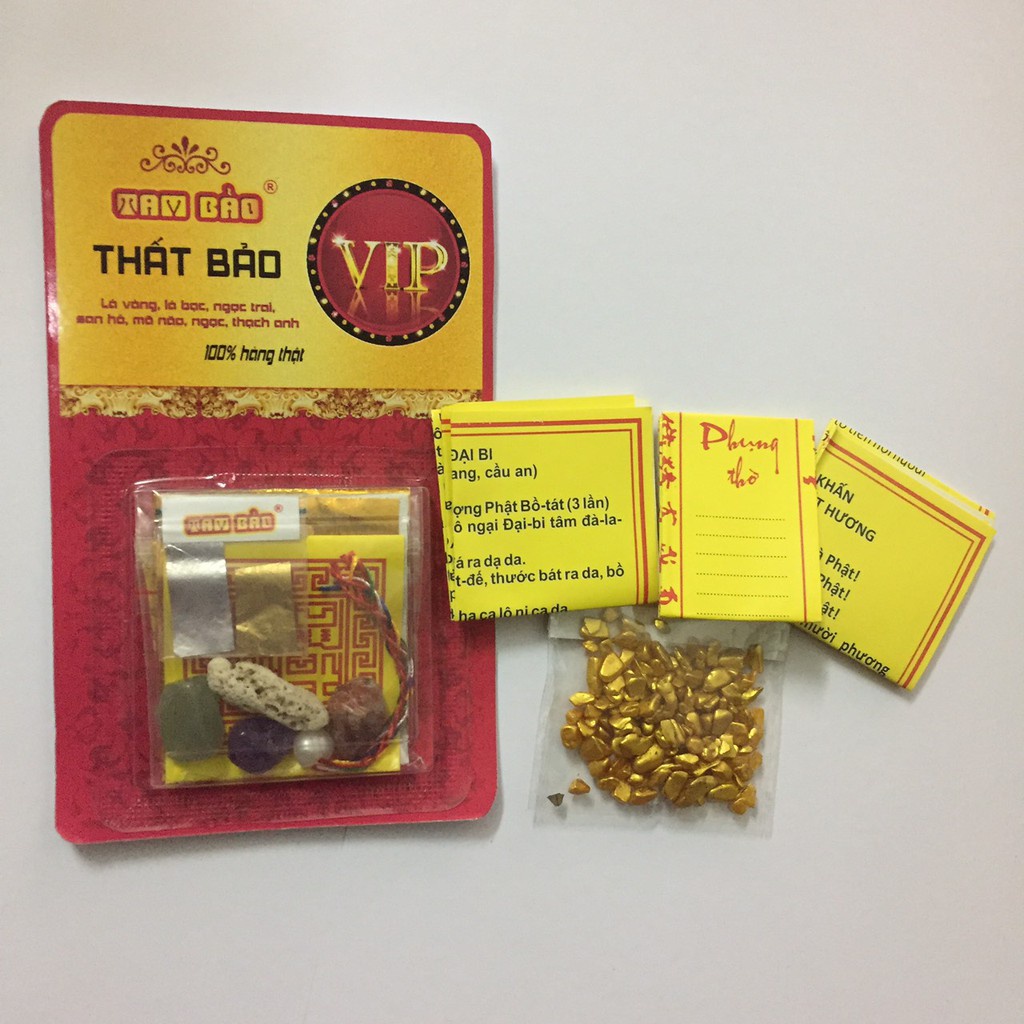 TAM BẢO ®
THẤT BẢO
Lá vàng, lá bạc, ngọc trai,
san hô, mã não, ngọc, thạch anh
100% hàng thật
VIP
TAM BẢO ®
ĐẠI BI
ang, cầu an)
ợng Phật Bồ-tát (3 lần)
ô ngại Đại-bi tâm đà-la-
á ra dạ da.
t-đế, thước bát ra da, bồ
ha ca lô ni ca da
Phụng
thờ
KHẤN
T HƯƠNG
à Phật!
Phật!
ật!
mười phương